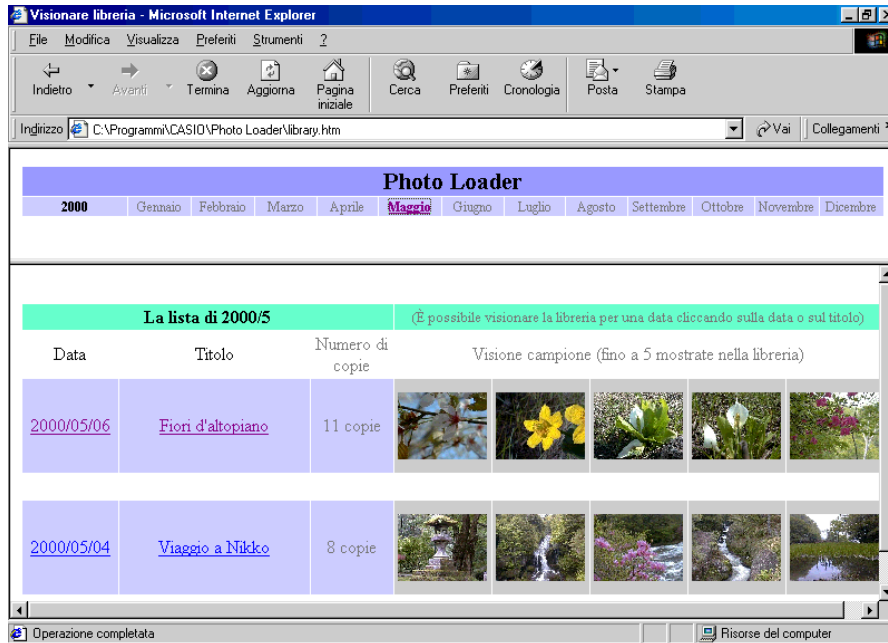 Visionare libreria - Microsoft Internet Explorer
File Modifica Visualizza Preferiti Strumenti ?
Indietro Avanti Termina Aggiorna Pagina iniziale Cerca Preferiti Cronologia Posta Stampa
Indirizzo C:\Programmi\CASIO\Photo Loader\library.htm Vai Collegamenti
Photo Loader
2000 Gennaio Febbraio Marzo Aprile Maggio Giugno Luglio Agosto Settembre Ottobre Novembre Dicembre
La lista di 2000/5 (È possibile visionare la libreria per una data cliccando sulla data o sul titolo)
Data Titolo Numero di copie Visione campione (fino a 5 mostrate nella libreria)
2000/05/06 Fiori d'altopiano 11 copie
2000/05/04 Viaggio a Nikko 8 copie
Operazione completata Risorse del computer